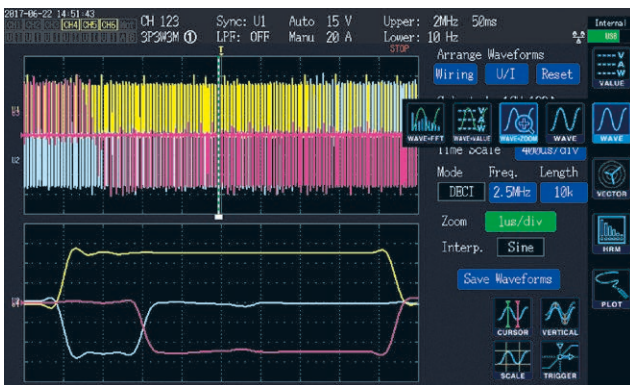 2017-06-22 14:51:43
CH4 CH5 CH6
CH 123 Sync: U1 Auto 15 V Upper: 2MHz 50ms
3P3W3M ① LPF: OFF Manu 20 A Lower: 10 Hz
Internal
USB
STOP
Arrange Waveforms
Wiring U/I Reset
VALUE
WAVE+FFT WAVE+VALUE WAVE+ZOOM WAVE WAVE
U2
Time Scale 400us/div
Mode Freq. Length
DECI 2.5MHz 10k
VECTOR
Zoom 1us/div
Interp. Sine
HRM
Save Waveforms
PLOT
CURSOR VERTICAL
SCALE TRIGGER